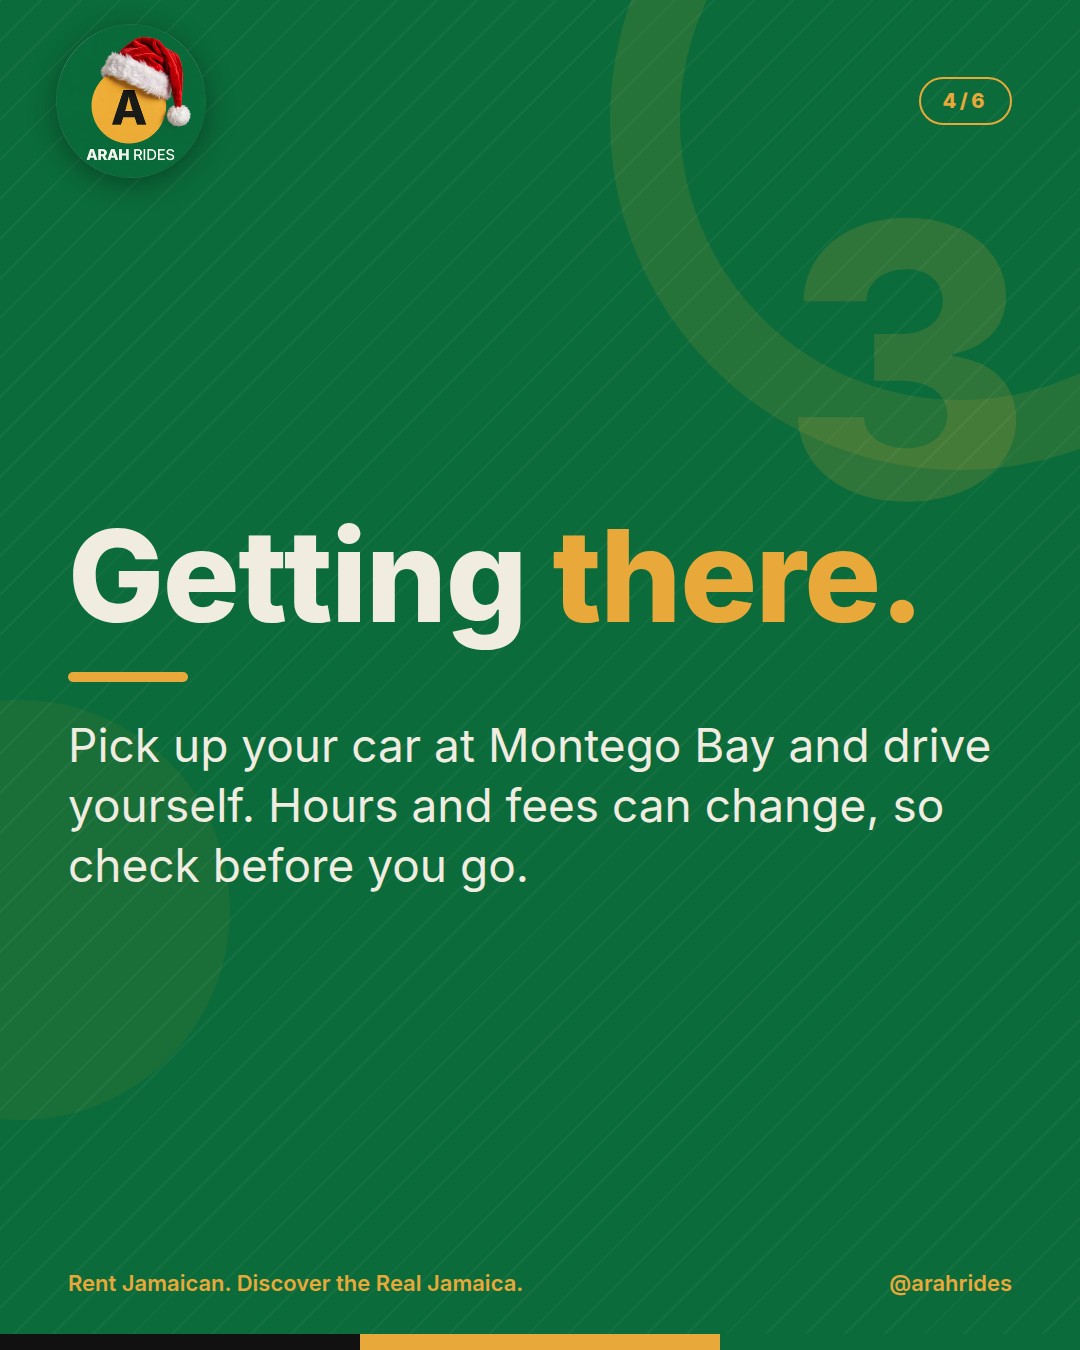 A
ARAH RIDES
4/6
3
Getting there.
Pick up your car at Montego Bay and drive
yourself. Hours and fees can change, so
check before you go.
Rent Jamaican. Discover the Real Jamaica.
@arahrides